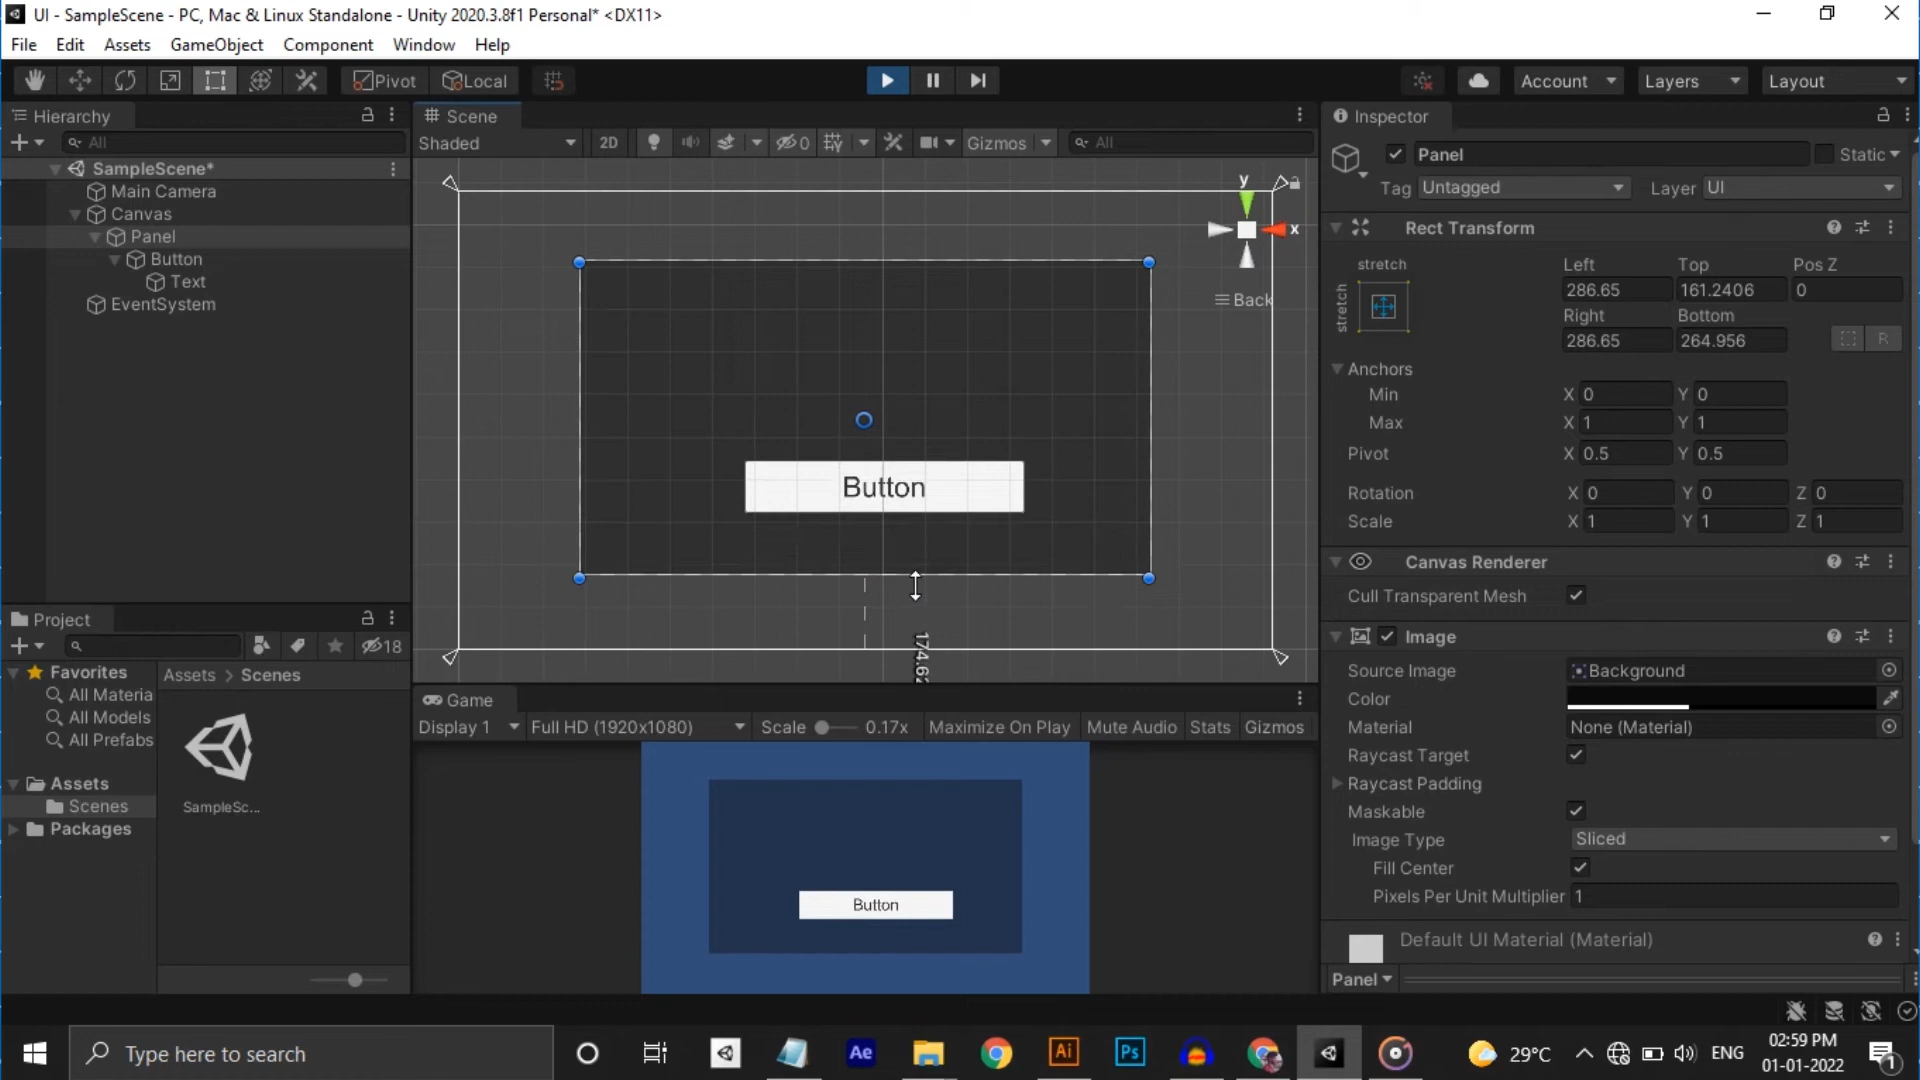 UI - SampleScene - PC, Mac & Linux Standalone - Unity 2020.3.8f1 Personal* <DX11>
File Edit Assets GameObject Component Window Help
Pivot Local Account Layers Layout
Hierarchy
All
SampleScene*
Main Camera
Canvas
Panel
Button
Text
EventSystem
Scene
Shaded 2D 0 Gizmos All
y
x
Back
Button
Inspector
Panel Static
Tag Untagged Layer UI
Rect Transform
stretch
stretch
Left Top Pos Z
286.65 161.2406 0
Right Bottom
286.65 264.956 R
Anchors
Min X 0 Y 0
Max X 1 Y 1
Pivot X 0.5 Y 0.5
Rotation X 0 Y 0 Z 0
Scale X 1 Y 1 Z 1
Canvas Renderer
Cull Transparent Mesh
Image
Source Image Background
Color
Material None (Material)
Raycast Target
Raycast Padding
Maskable
Image Type Sliced
Fill Center
Pixels Per Unit Multiplier 1
Default UI Material (Material)
Panel
Project
18
Favorites
All Materia
All Models
All Prefabs
Assets
Scenes
Packages
Assets > Scenes
SampleSc...
Game
Display 1 Full HD (1920x1080) Scale 0.17x Maximize On Play Mute Audio Stats Gizmos
Button
Type here to search
Ae Ai Ps
29°C ENG
02:59 PM
01-01-2022
1